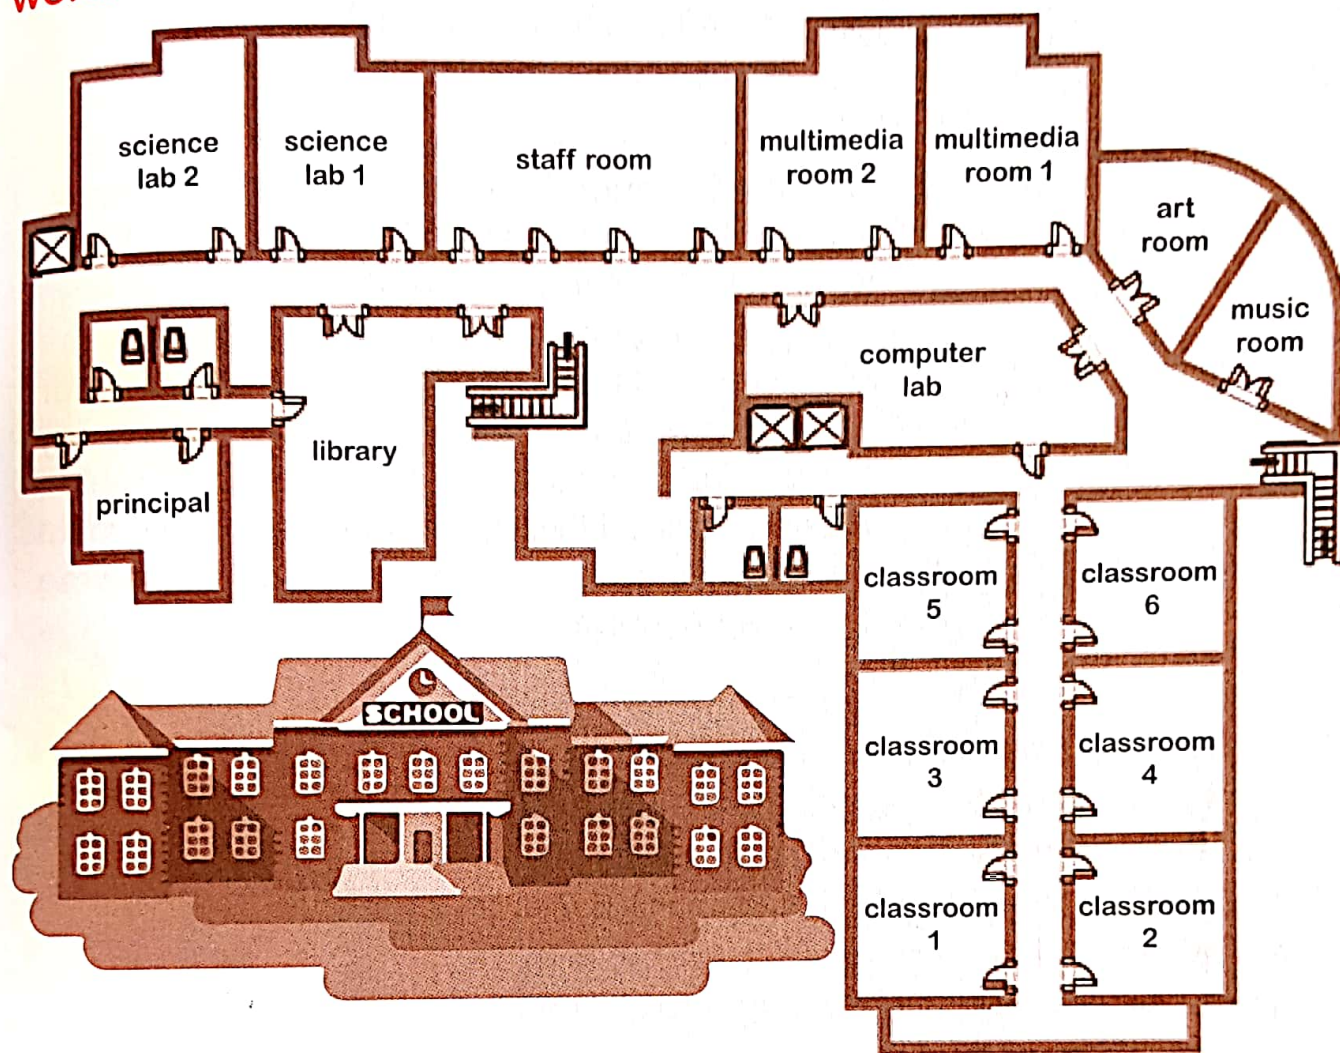 science
lab 2
science
lab 1
staff room
multimedia
room 2
multimedia
room 1
art
room
music
room
computer
lab
library
principal
classroom
5
classroom
6
classroom
3
classroom
4
classroom
1
classroom
2
SCHOOL